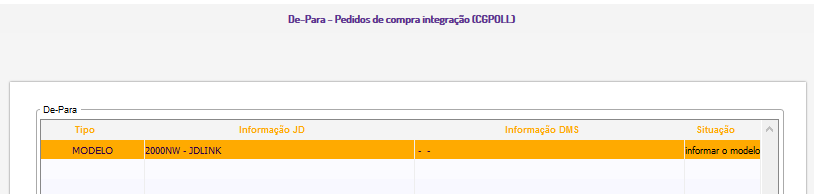 De-Para - Pedidos de compra integração (CGPOLL)
De-Para
Tipo Informação JD Informação DMS Situação
MODELO 2000NW - JDLINK - - informar o modelo